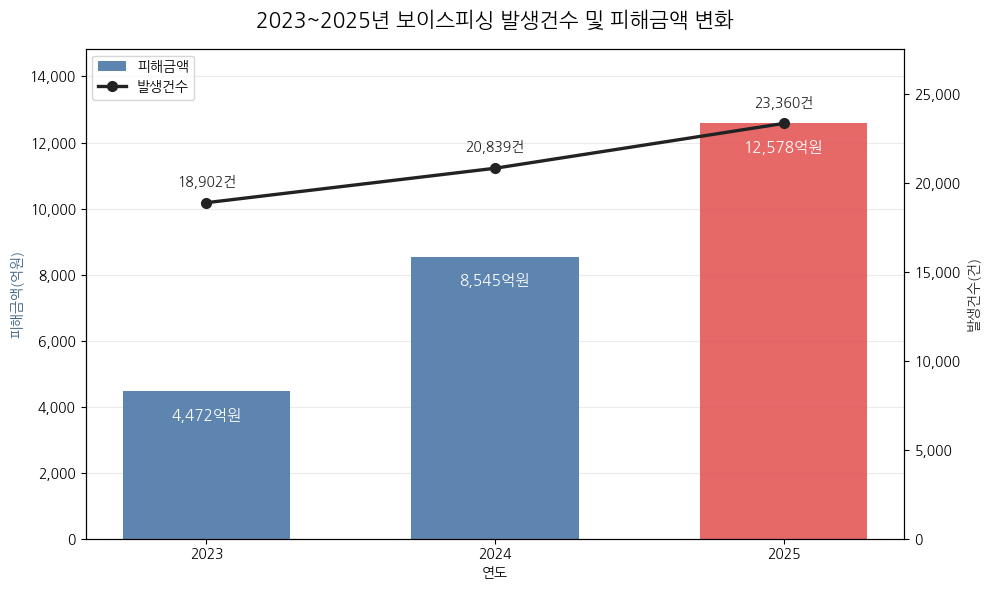 2023~2025년 보이스피싱 발생건수 및 피해금액 변화
피해금액
발생건수
피해금액(억원)
14,000
12,000
10,000
8,000
6,000
4,000
2,000
0
18,902건
20,839건
23,360건
4,472억원
8,545억원
12,578억원
25,000
20,000
15,000
10,000
5,000
0
발생건수(건)
2023
2024
2025
연도